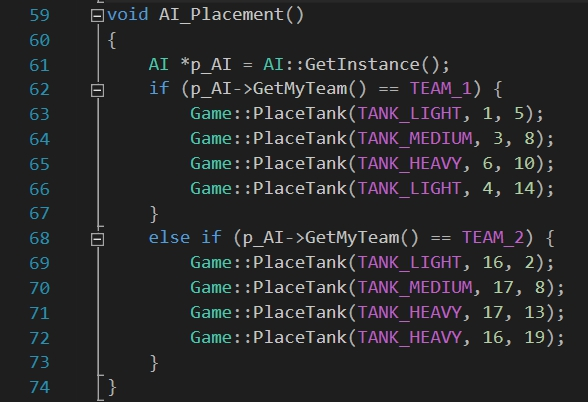 59 void AI_Placement()
60 {
61 AI *p_AI = AI::GetInstance();
62 if (p_AI->GetMyTeam() == TEAM_1) {
63 Game::PlaceTank(TANK_LIGHT, 1, 5);
64 Game::PlaceTank(TANK_MEDIUM, 3, 8);
65 Game::PlaceTank(TANK_HEAVY, 6, 10);
66 Game::PlaceTank(TANK_LIGHT, 4, 14);
67 }
68 else if (p_AI->GetMyTeam() == TEAM_2) {
69 Game::PlaceTank(TANK_LIGHT, 16, 2);
70 Game::PlaceTank(TANK_MEDIUM, 17, 8);
71 Game::PlaceTank(TANK_HEAVY, 17, 13);
72 Game::PlaceTank(TANK_HEAVY, 16, 19);
73 }
74 }